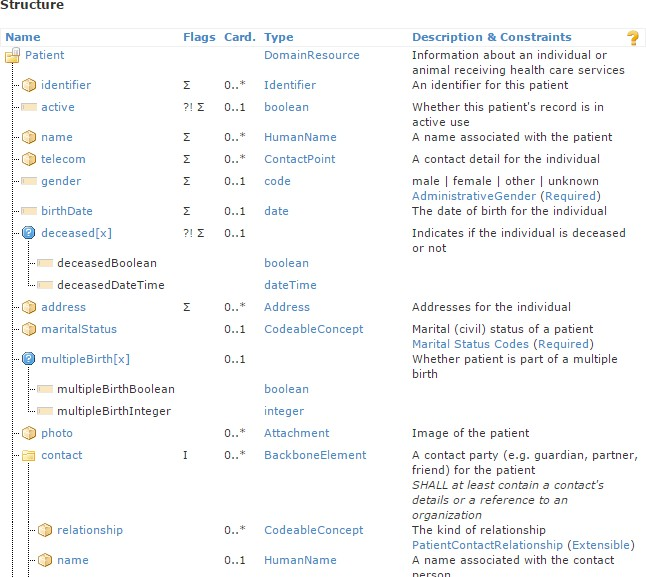 Structure
Name Flags Card. Type Description & Constraints
Patient DomainResource Information about an individual or
animal receiving health care services
identifier Σ 0..* Identifier An identifier for this patient
active ?! Σ 0..1 boolean Whether this patient's record is in
active use
name Σ 0..* HumanName A name associated with the patient
telecom Σ 0..* ContactPoint A contact detail for the individual
gender Σ 0..1 code male | female | other | unknown
AdministrativeGender (Required)
birthDate Σ 0..1 date The date of birth for the individual
deceased[x] ?! Σ 0..1 Indicates if the individual is deceased
or not
deceasedBoolean boolean
deceasedDateTime dateTime
address Σ 0..* Address Addresses for the individual
maritalStatus 0..1 CodeableConcept Marital (civil) status of a patient
Marital Status Codes (Required)
multipleBirth[x] 0..1 Whether patient is part of a multiple
birth
multipleBirthBoolean boolean
multipleBirthInteger integer
photo 0..* Attachment Image of the patient
contact I 0..* BackboneElement A contact party (e.g. guardian, partner,
friend) for the patient
SHALL at least contain a contact's
details or a reference to an
organization
relationship 0..* CodeableConcept The kind of relationship
PatientContactRelationship (Extensible)
name 0..1 HumanName A name associated with the contact
person